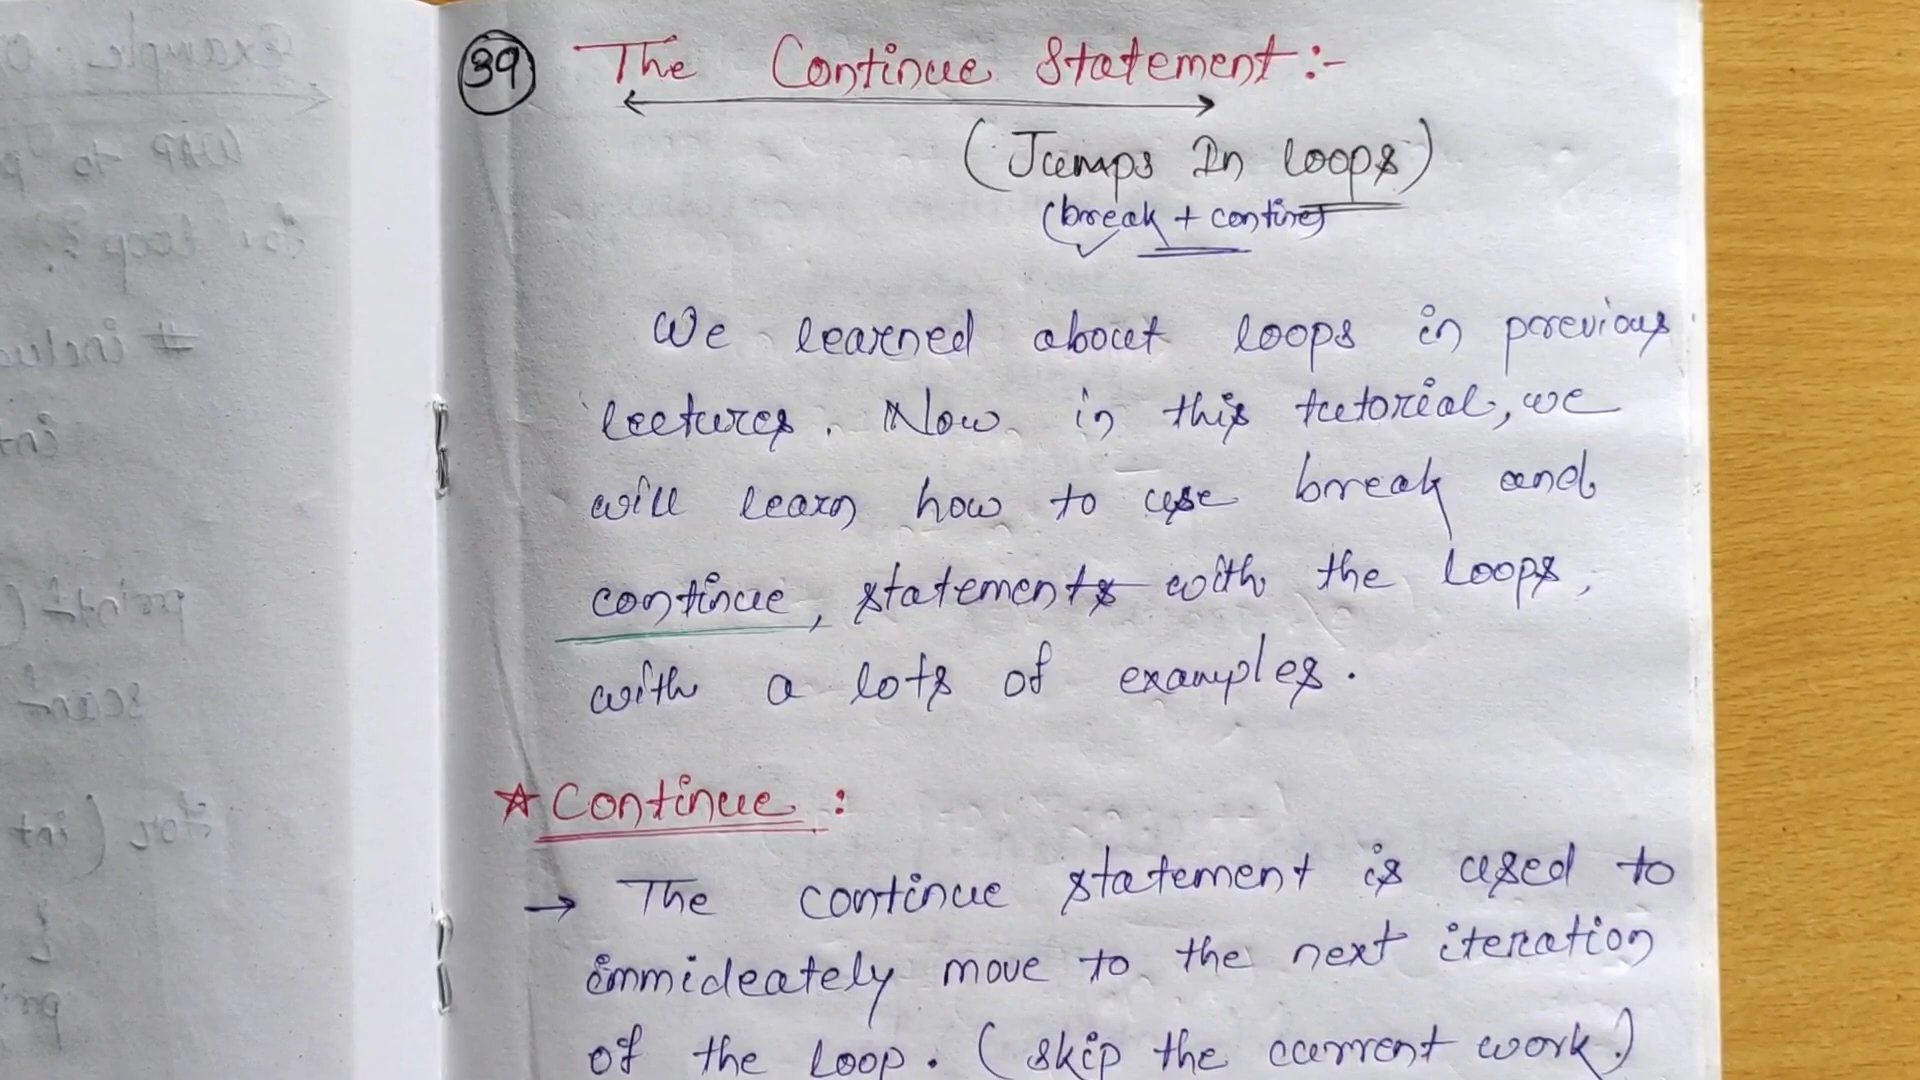 39 The Continue Statement:-
(Jumps In loops)
(break + contine)
We learned about loops in previous
lectures. Now in this tutorial, we
will learn how to use break and
continue, statements with the loops,
with a lots of examples.
☆ Continue :
→ The continue statement is used to
immideately move to the next iteration
of the loop. (skip the current work.)